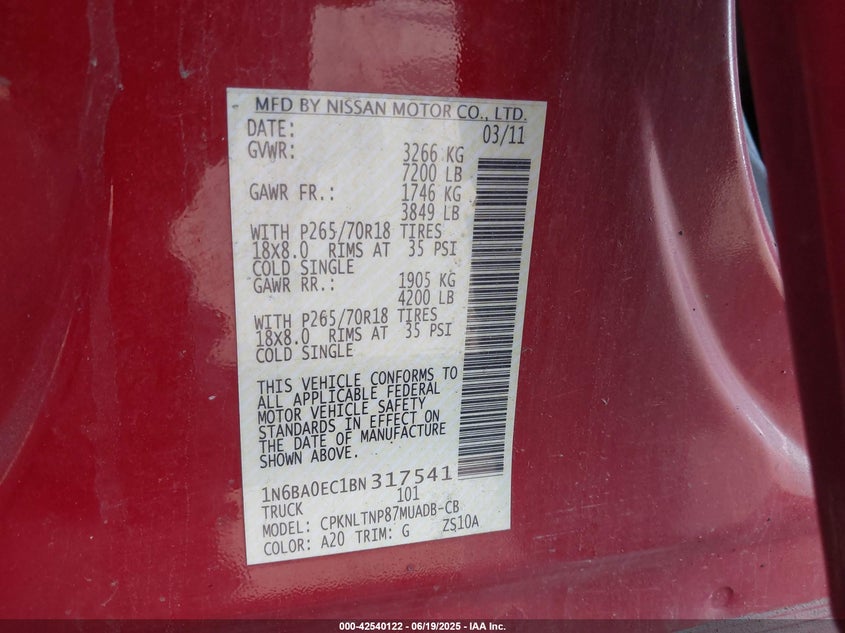 MFD BY NISSAN MOTOR CO., LTD.
DATE: 03/11
GVWR: 3266 KG
7200 LB
GAWR FR.: 1746 KG
3849 LB
WITH P265/70R18 TIRES
18X8.0 RIMS AT 35 PSI
COLD SINGLE
GAWR RR.: 1905 KG
4200 LB
WITH P265/70R18 TIRES
18X8.0 RIMS AT 35 PSI
COLD SINGLE
THIS VEHICLE CONFORMS TO
ALL APPLICABLE FEDERAL
MOTOR VEHICLE SAFETY
STANDARDS IN EFFECT ON
THE DATE OF MANUFACTURE
SHOWN ABOVE.
1N6BA0EC1BN317541
TRUCK 101
MODEL: CPKNLTNP87MUADB-CB
COLOR: A20 TRIM: G ZS10A
000-42540122 - 06/19/2025 - IAA Inc.